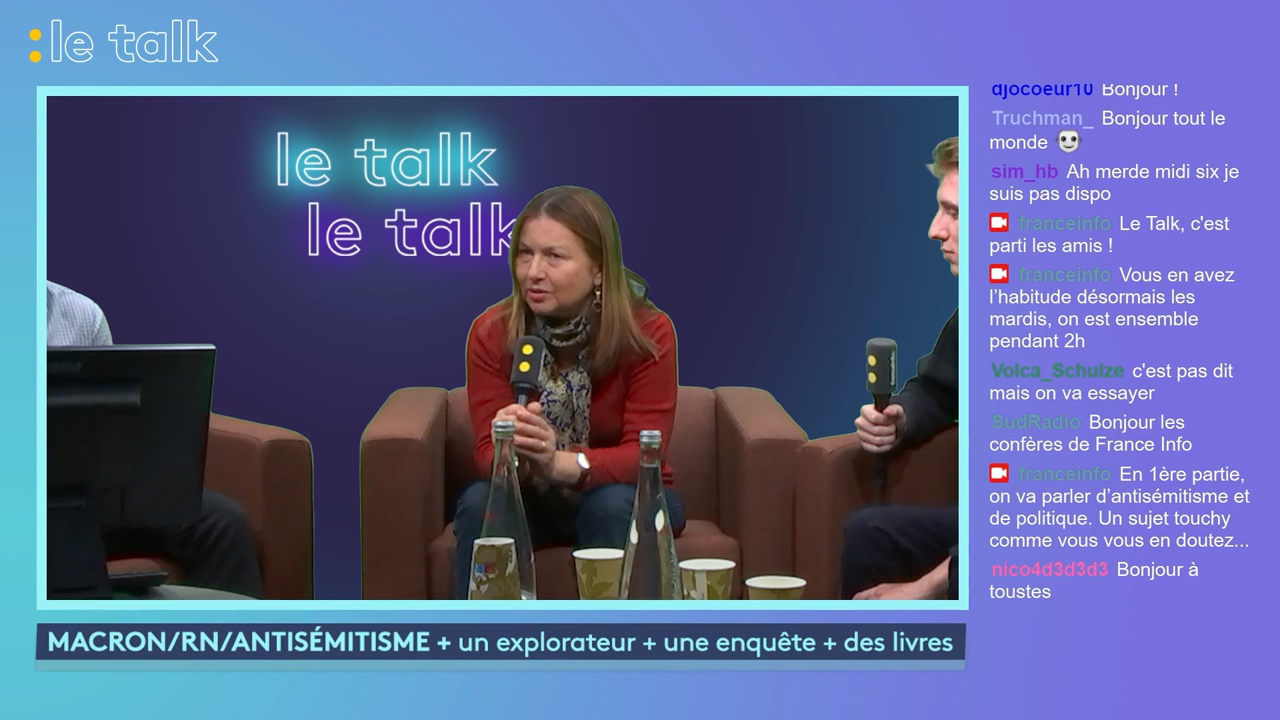 :le talk
le talk
le talk
djocoeur10 Bonjour !
Truchman_ Bonjour tout le
monde
sim_hb Ah merde midi six je
suis pas dispo
franceinfo Le Talk, c'est
parti les amis !
franceinfo Vous en avez
l'habitude désormais les
mardis, on est ensemble
pendant 2h
Volca_Schulze c'est pas dit
mais on va essayer
SudRadio Bonjour les
confères de France Info
franceinfo En 1ère partie,
on va parler d'antisémitisme et
de politique. Un sujet touchy
comme vous vous en doutez...
nico4d3d3d3 Bonjour à
toustes
MACRON/RN/ANTISÉMITISME + un explorateur + une enquête + des livres